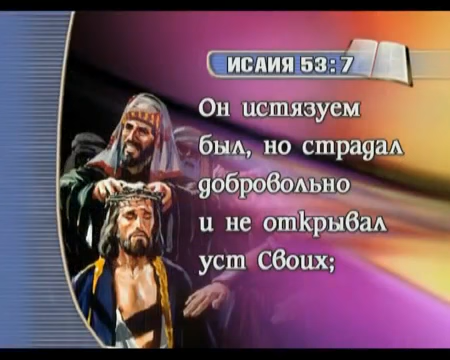 ИСАИЯ 53:7
Он истязуем
был, но страдал
добровольно
и не открывал
уст Своих;